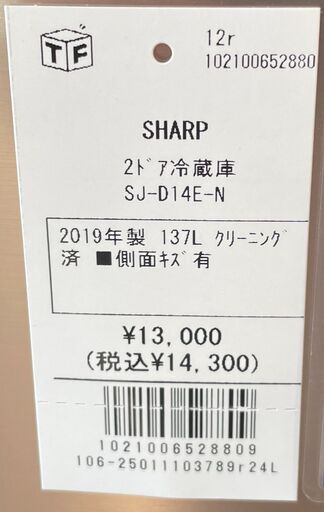 TF
12r
102100652880
SHARP
2ﾄﾞｱ冷蔵庫
SJ-D14E-N
2019年製 137L ｸﾘｰﾆﾝｸﾞ
済 ■側面ｷｽﾞ有
¥13,000
(税込¥14,300)
1021006528809
106-25011103789r24L